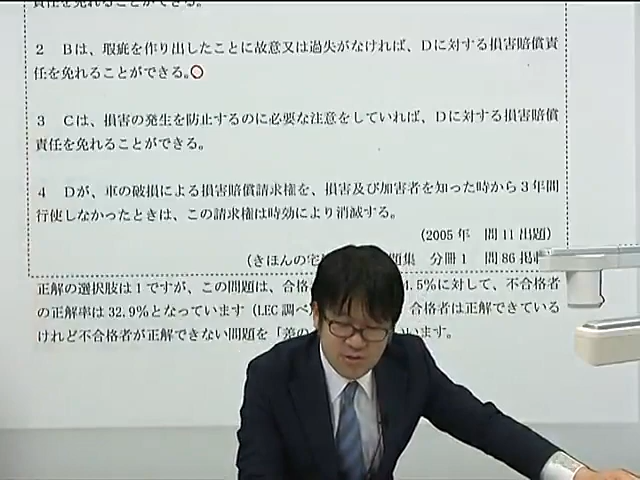 責任を免れることができる。
2 Bは、瑕疵を作り出したことに故意又は過失がなければ、Dに対する損害賠償責
任を免れることができる。○
3 Cは、損害の発生を防止するのに必要な注意をしていれば、Dに対する損害賠償
責任を免れることができる。
4 Dが、車の破損による損害賠償請求権を、損害及び加害者を知った時から3年間
行使しなかったときは、この請求権は時効により消滅する。
(2005年 問11出題)
(きほんの宅 題集 分冊1 問86掲
正解の選択肢は1ですが、この問題は、合格 .5%に対して、不合格者
の正解率は32.9%となっています(LEC調べ 合格者は正解できている
けれど不合格者が正解できない問題を「差の います。